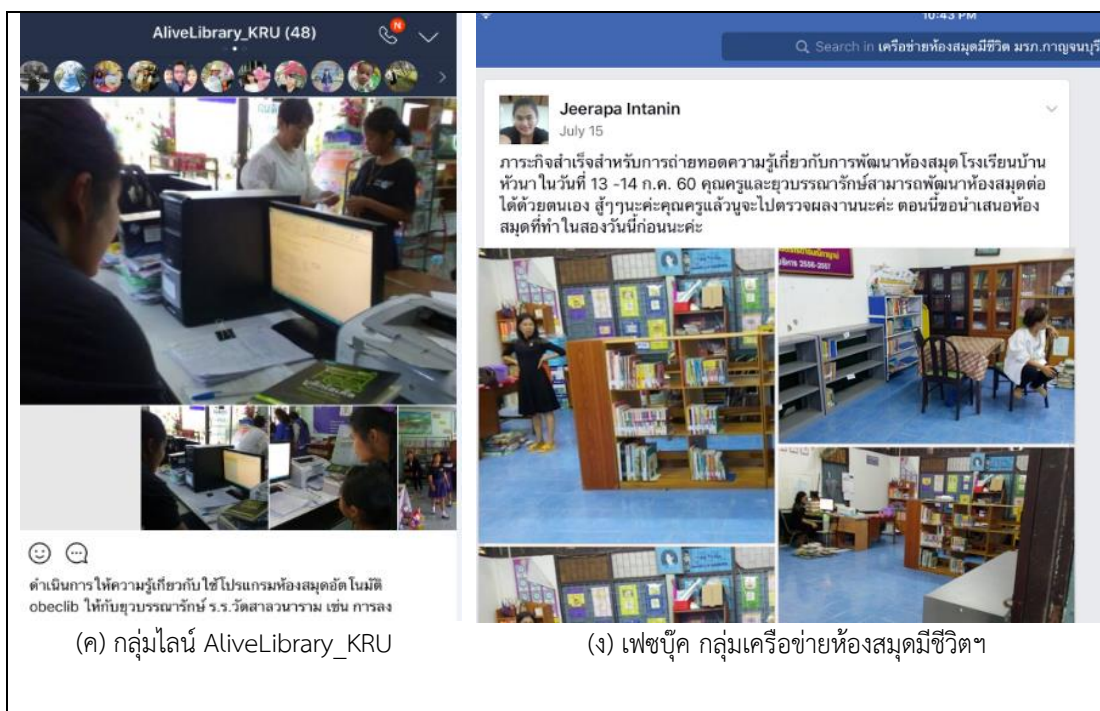 AliveLibrary_KRU (48)
N
ดำเนินการให้ความรู้เกี่ยวกับใช้โปรแกรมห้องสมุดอัตโนมัติ
obeclib ให้กับยุวบรรณารักษ์ ร.ร.วัดสาลวนาราม เช่น การลง
(ค) กลุ่มไลน์ AliveLibrary_KRU
10:43 PM
Search in เครือข่ายห้องสมุดมีชีวิต มรภ.กาญจนบุรี
Jeerapa Intanin
July 15
ภาระกิจสำเร็จสำหรับการถ่ายทอดความรู้เกี่ยวกับการพัฒนาห้องสมุด โรงเรียนบ้าน
หัวนา ในวันที่ 13 -14 ก.ค. 60 คุณครูและยุวบรรณารักษ์สามารถพัฒนาห้องสมุดต่อ
ได้ด้วยตนเอง สู้ๆๆนะค่ะคุณครูแล้วนูจะไปตรวจผลงานนะค่ะ ตอนนี้ขอนำเสนอห้อง
สมุดที่ทำในสองวันนี้ก่อนนะค่ะ
(ง) เฟซบุ๊ค กลุ่มเครือข่ายห้องสมุดมีชีวิตฯ